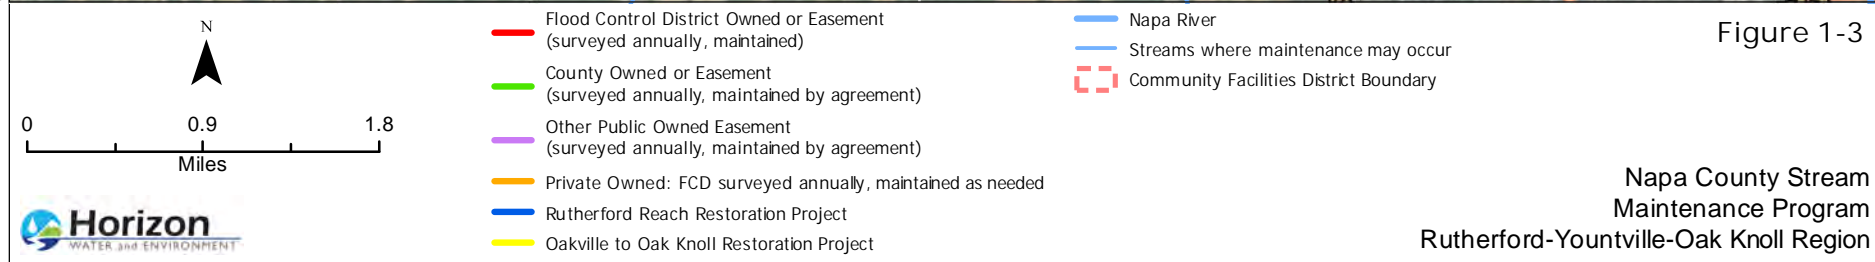 N
0 0.9 1.8
Miles
Horizon
WATER and ENVIRONMENT
Flood Control District Owned or Easement
(surveyed annually, maintained)
County Owned or Easement
(surveyed annually, maintained by agreement)
Other Public Owned Easement
(surveyed annually, maintained by agreement)
Private Owned: FCD surveyed annually, maintained as needed
Rutherford Reach Restoration Project
Oakville to Oak Knoll Restoration Project
Napa River
Streams where maintenance may occur
Community Facilities District Boundary
Figure 1-3
Napa County Stream
Maintenance Program
Rutherford-Yountville-Oak Knoll Region